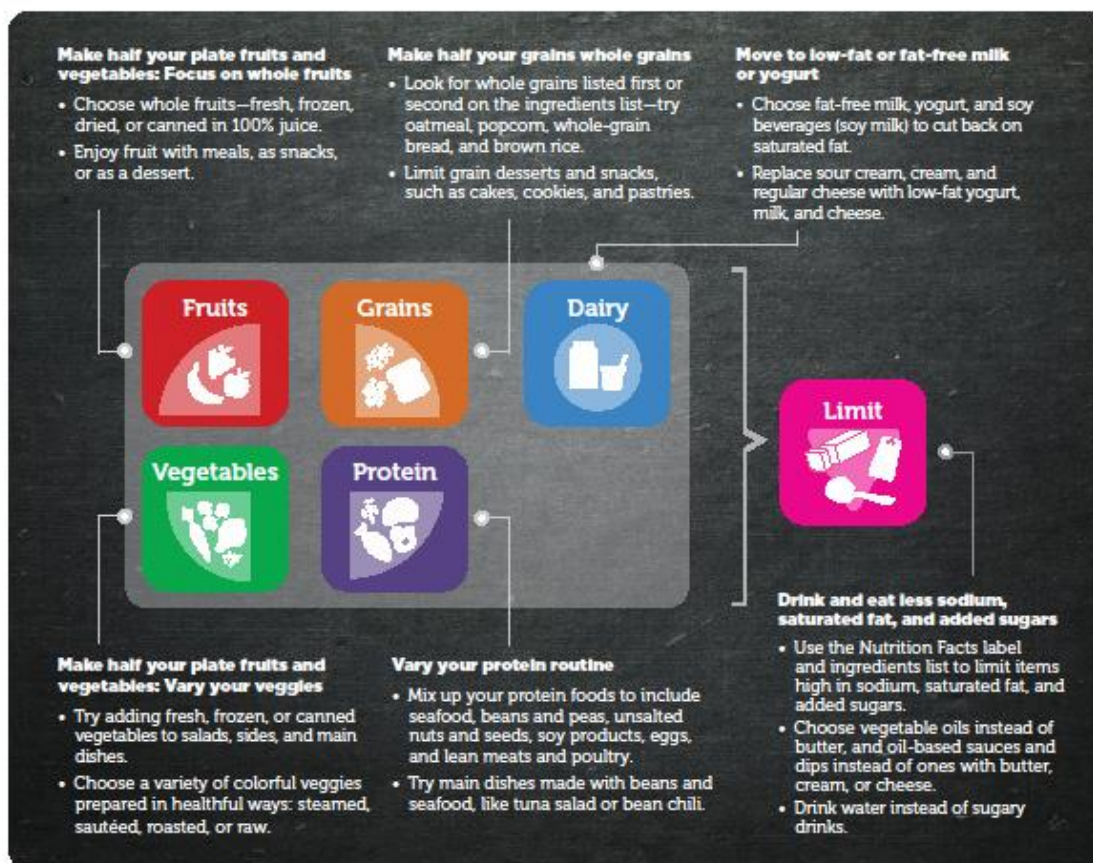 Make half your plate fruits and
vegetables: Focus on whole fruits
• Choose whole fruits—fresh, frozen,
dried, or canned in 100% juice.
• Enjoy fruit with meals, as snacks,
or as a dessert.
Make half your grains whole grains
• Look for whole grains listed first or
second on the ingredients list—try
oatmeal, popcorn, whole-grain
bread, and brown rice.
• Limit grain desserts and snacks,
such as cakes, cookies, and pastries.
Move to low-fat or fat-free milk
or yogurt
• Choose fat-free milk, yogurt, and soy
beverages (soy milk) to cut back on
saturated fat.
• Replace sour cream, cream, and
regular cheese with low-fat yogurt,
milk, and cheese.
Fruits
Grains
Dairy
Limit
Vegetables
Protein
Make half your plate fruits and
vegetables: Vary your veggies
• Try adding fresh, frozen, or canned
vegetables to salads, sides, and main
dishes.
• Choose a variety of colorful veggies
prepared in healthful ways: steamed,
sautéed, roasted, or raw.
Vary your protein routine
• Mix up your protein foods to include
seafood, beans and peas, unsalted
nuts and seeds, soy products, eggs,
and lean meats and poultry.
• Try main dishes made with beans and
seafood, like tuna salad or bean chili.
Drink and eat less sodium,
saturated fat, and added sugars
• Use the Nutrition Facts label
and ingredients list to limit items
high in sodium, saturated fat, and
added sugars.
• Choose vegetable oils instead of
butter, and oil-based sauces and
dips instead of ones with butter,
cream, or cheese.
• Drink water instead of sugary
drinks.